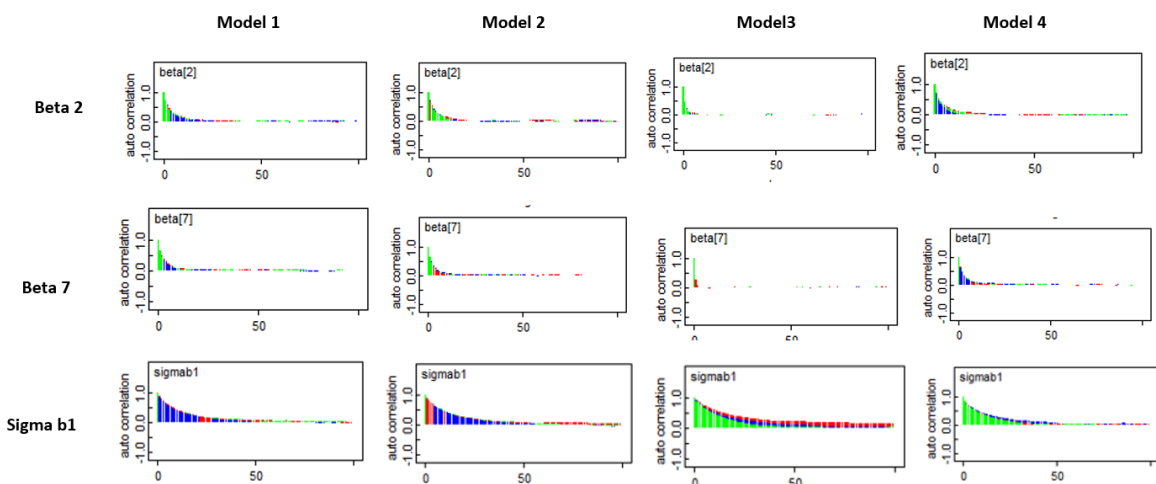 Model 1 Model 2 Model3 Model 4
Beta 2
beta[2] beta[2] beta[2] beta[2]
auto correlation auto correlation auto correlation auto correlation
1.0 1.0 1.0 1.0
0.0 0.0 0.0 0.0
-1.0 -1.0 -1.0 -1.0
0 50 0 50 0 50 0 50
Beta 7
beta[7] beta[7] beta[7] beta[7]
auto correlation auto correlation auto correlation auto correlation
1.0 1.0 1.0 1.0
0.0 0.0 0.0 0.0
-1.0 -1.0 -1.0 -1.0
0 50 0 50 0 50 0 50
Sigma b1
sigmab1 sigmab1 sigmab1 sigmab1
auto correlation auto correlation auto correlation auto correlation
1.0 1.0 1.0 1.0
0.0 0.0 0.0 0.0
-1.0 -1.0 -1.0 -1.0
0 50 0 50 0 50 0 50